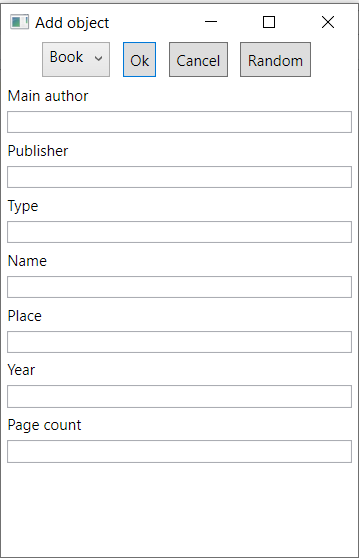 Add object
Book Ok Cancel Random
Main author
Publisher
Type
Name
Place
Year
Page count